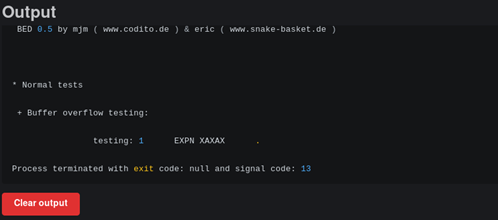 Output
BED 0.5 by mjm ( www.codito.de ) & eric ( www.snake-basket.de )
* Normal tests
+ Buffer overflow testing:
testing: 1 EXPN XAXAX .
Process terminated with exit code: null and signal code: 13
Clear output